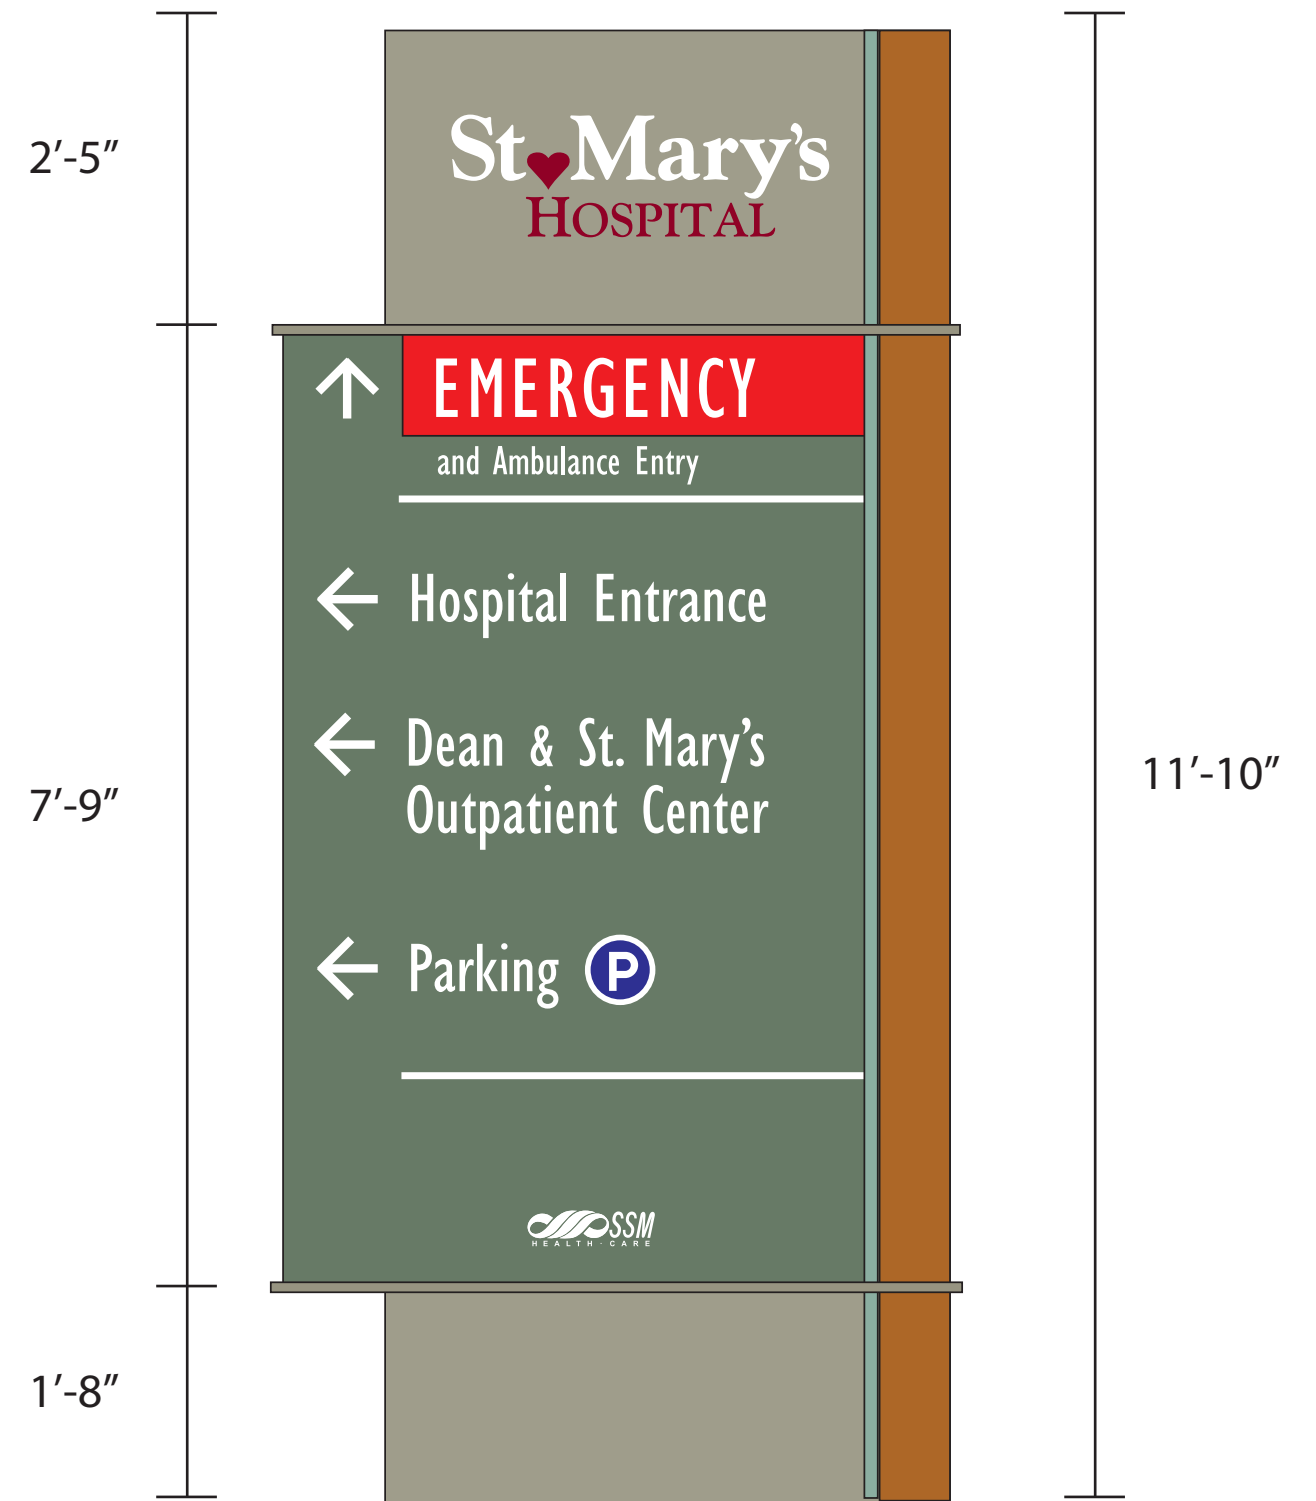 2′-5″
St. Mary's
HOSPITAL
EMERGENCY
and Ambulance Entry
Hospital Entrance
Dean & St. Mary's
Outpatient Center
Parking P
SSM
HEALTH · CARE
7′-9″
11′-10″
1′-8″